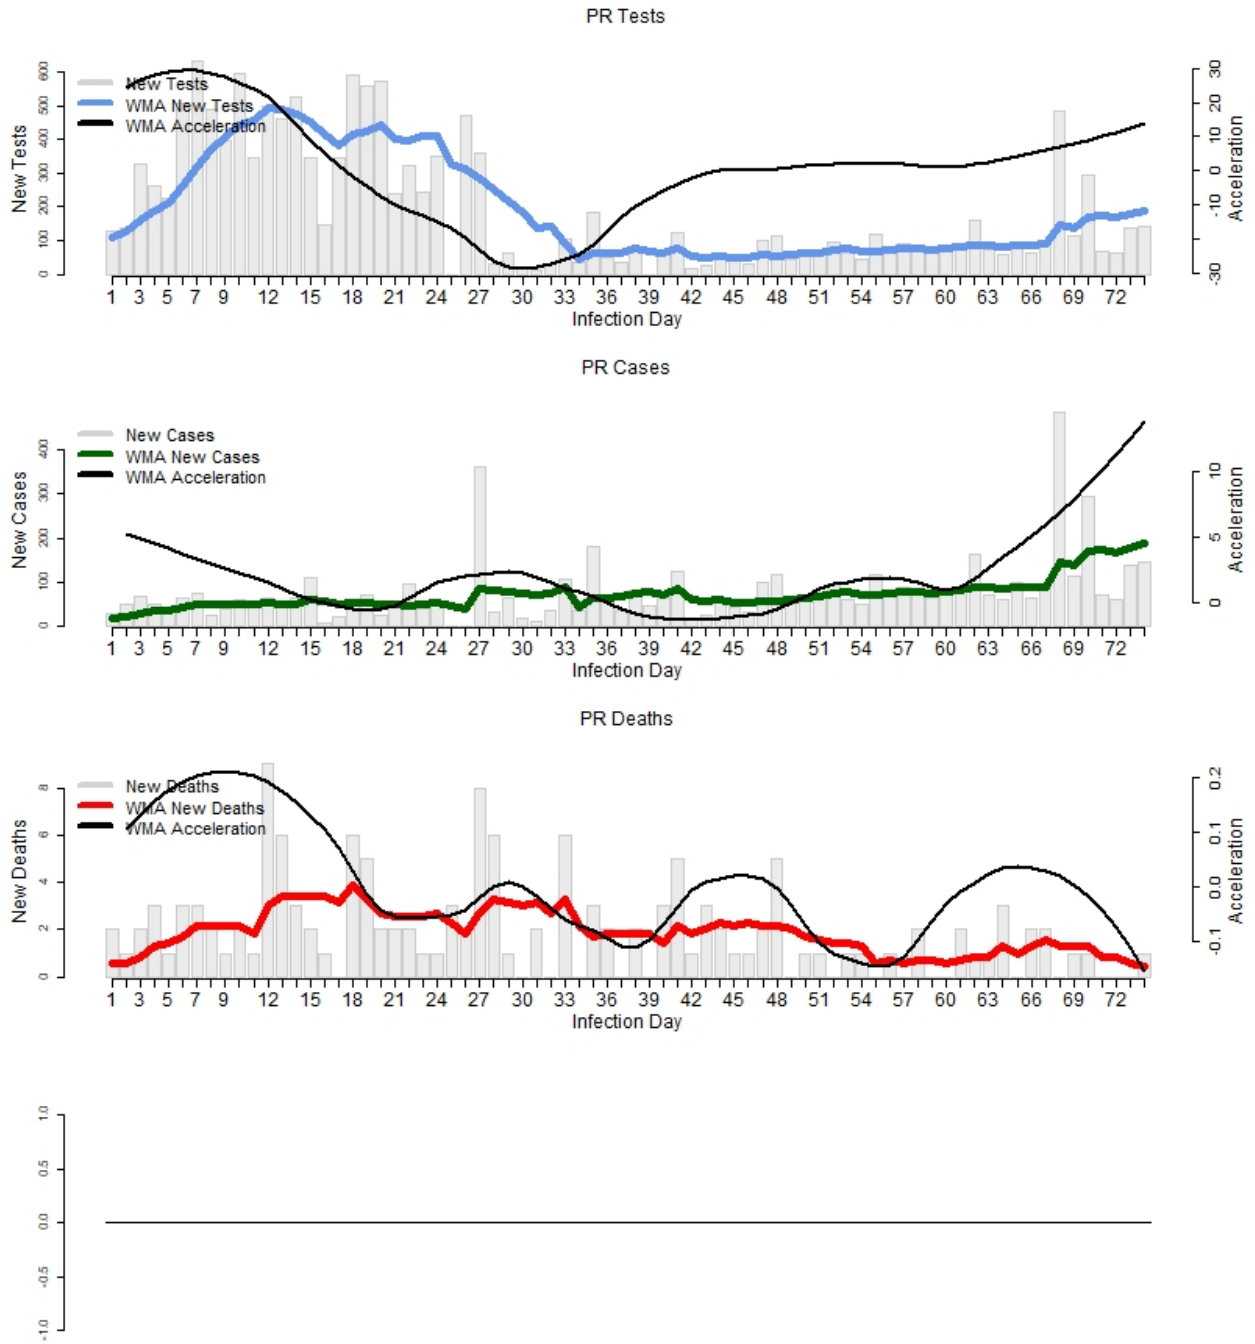 PR Tests
New Tests
WMA New Tests
WMA Acceleration
New Tests
0 100 200 300 400 500 600
Acceleration
-30 -10 0 10 20 30
1 3 5 7 9 12 15 18 21 24 27 30 33 36 39 42 45 48 51 54 57 60 63 66 69 72
Infection Day
PR Cases
New Cases
WMA New Cases
WMA Acceleration
New Cases
0 100 200 300 400
Acceleration
0 5 10
1 3 5 7 9 12 15 18 21 24 27 30 33 36 39 42 45 48 51 54 57 60 63 66 69 72
Infection Day
PR Deaths
New Deaths
WMA New Deaths
WMA Acceleration
New Deaths
0 2 4 6 8
Acceleration
-0.1 0.0 0.1 0.2
1 3 5 7 9 12 15 18 21 24 27 30 33 36 39 42 45 48 51 54 57 60 63 66 69 72
Infection Day
-1.0 -0.5 0.0 0.5 1.0